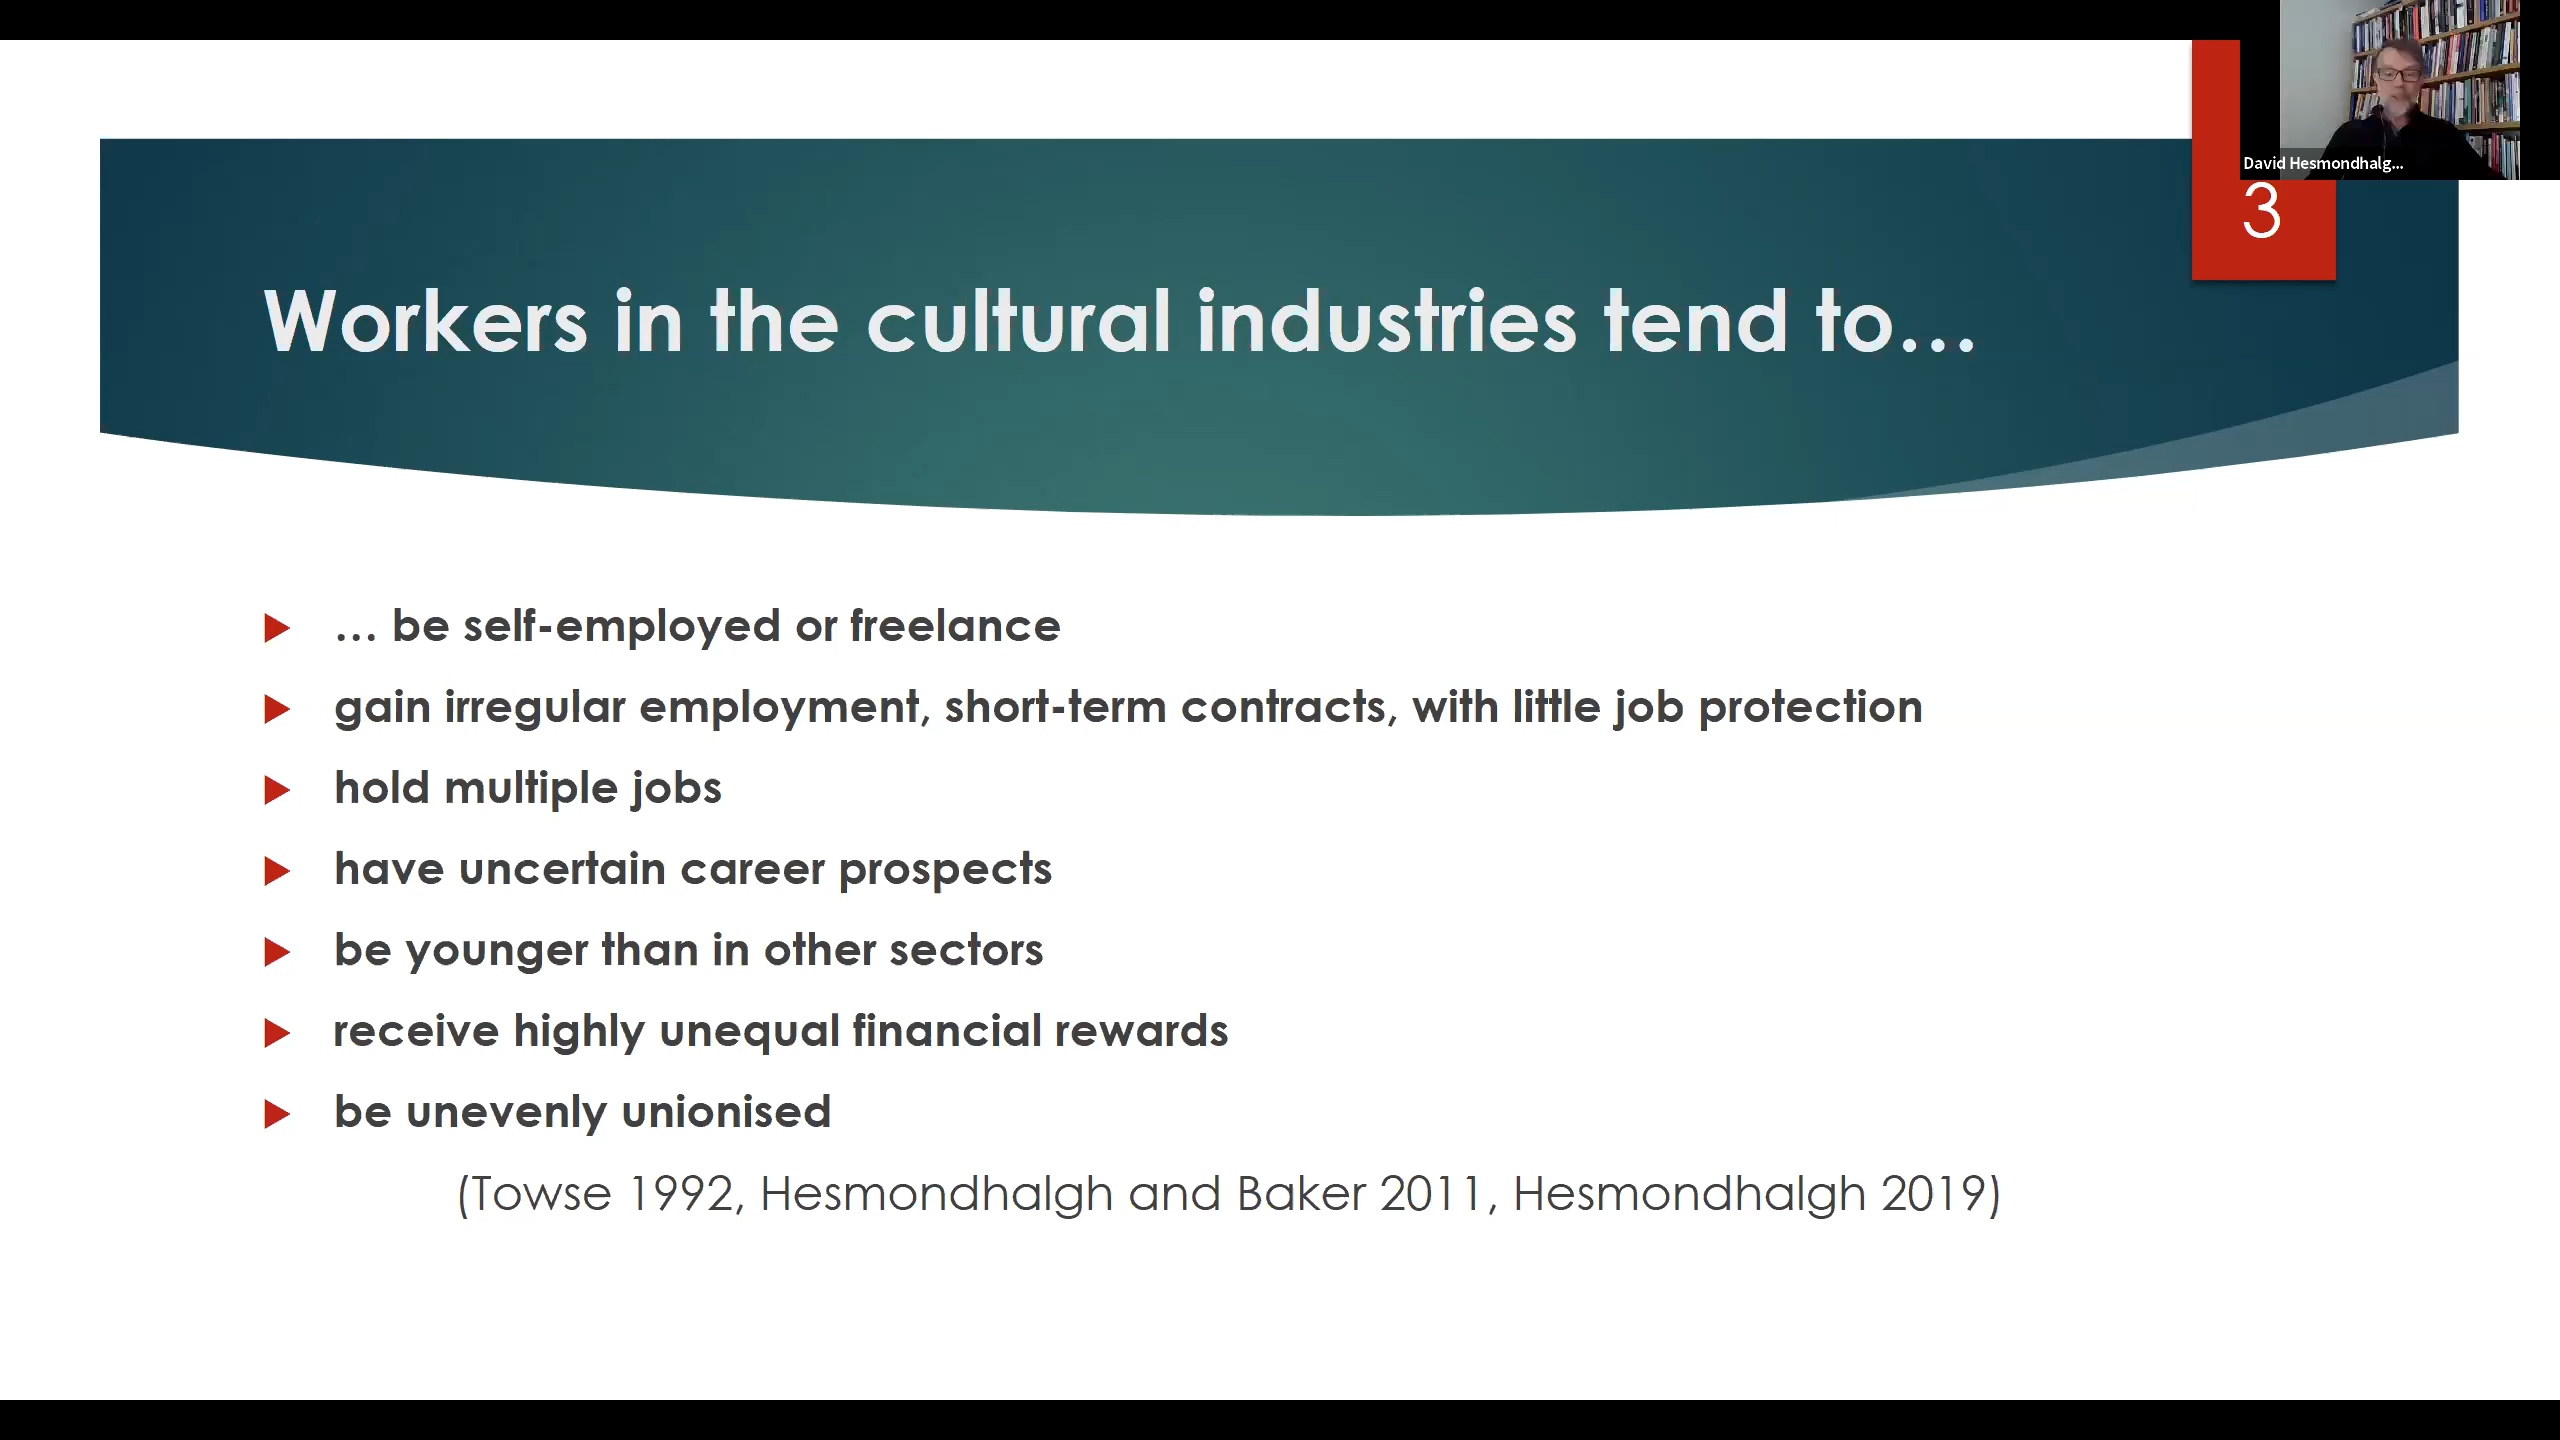 David Hesmondhalg...
3
Workers in the cultural industries tend to...
... be self-employed or freelance
gain irregular employment, short-term contracts, with little job protection
hold multiple jobs
have uncertain career prospects
be younger than in other sectors
receive highly unequal financial rewards
be unevenly unionised
(Towse 1992, Hesmondhalgh and Baker 2011, Hesmondhalgh 2019)